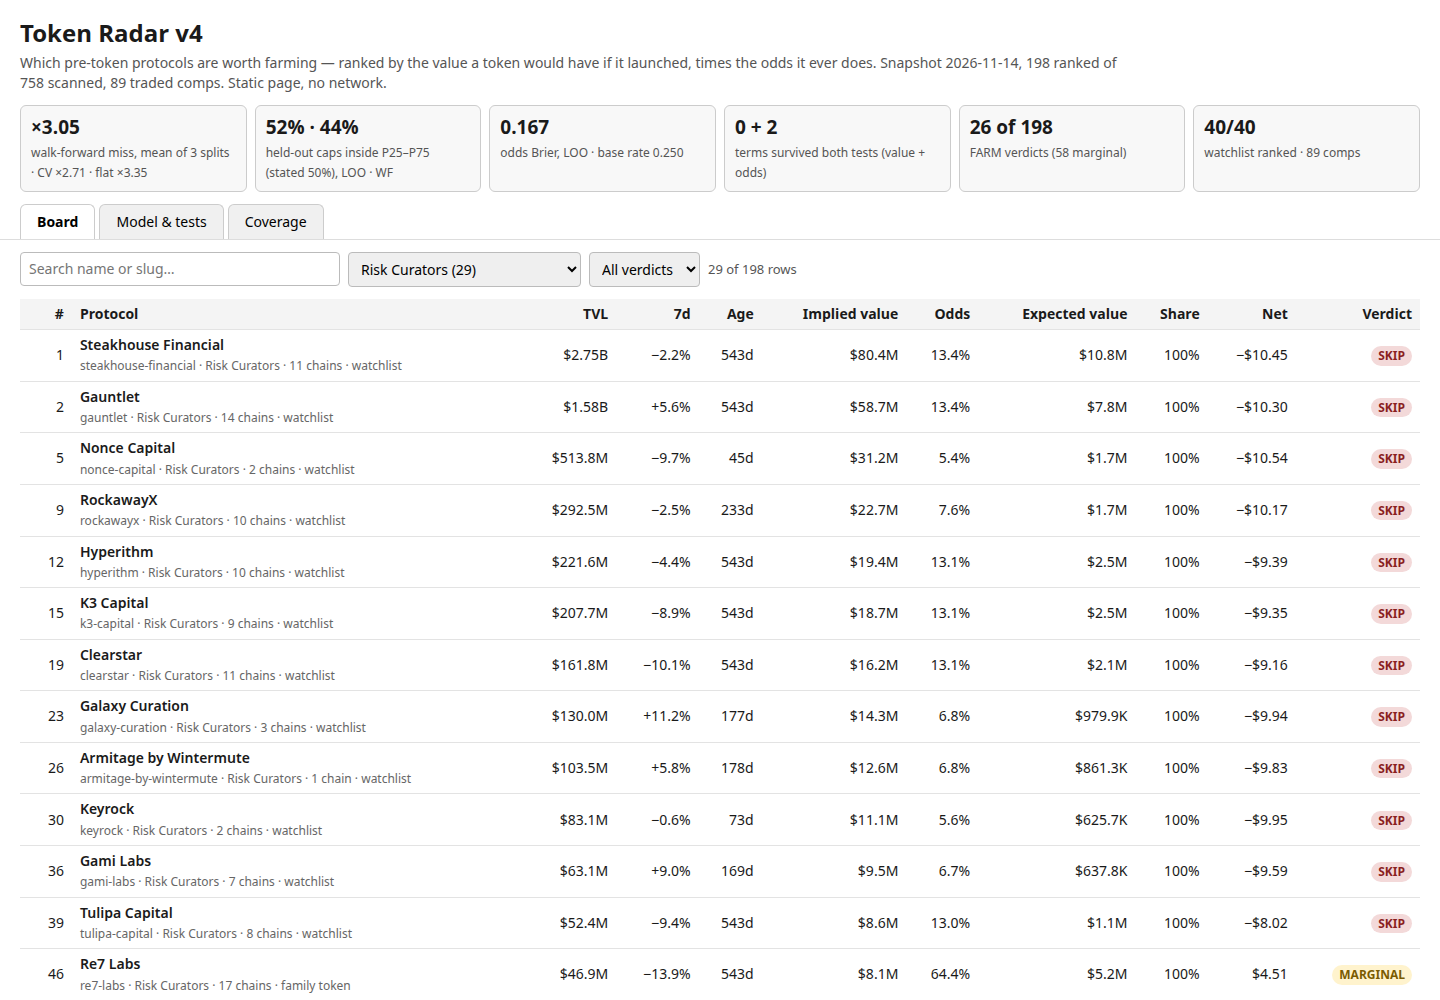 Token Radar v4
Which pre-token protocols are worth farming — ranked by the value a token would have if it launched, times the odds it ever does. Snapshot 2026-11-14, 198 ranked of
758 scanned, 89 traded comps. Static page, no network.
×3.05
walk-forward miss, mean of 3 splits
· CV ×2.71 · flat ×3.35
52% · 44%
held-out caps inside P25–P75
(stated 50%), LOO · WF
0.167
odds Brier, LOO · base rate 0.250
0 + 2
terms survived both tests (value +
odds)
26 of 198
FARM verdicts (58 marginal)
40/40
watchlist ranked · 89 comps
Board Model & tests Coverage
Search name or slug... Risk Curators (29) All verdicts 29 of 198 rows
# Protocol TVL 7d Age Implied value Odds Expected value Share Net Verdict
1 Steakhouse Financial $2.75B −2.2% 543d $80.4M 13.4% $10.8M 100% −$10.45 SKIP
steakhouse-financial · Risk Curators · 11 chains · watchlist
2 Gauntlet $1.58B +5.6% 543d $58.7M 13.4% $7.8M 100% −$10.30 SKIP
gauntlet · Risk Curators · 14 chains · watchlist
5 Nonce Capital $513.8M −9.7% 45d $31.2M 5.4% $1.7M 100% −$10.54 SKIP
nonce-capital · Risk Curators · 2 chains · watchlist
9 RockawayX $292.5M −2.5% 233d $22.7M 7.6% $1.7M 100% −$10.17 SKIP
rockawayx · Risk Curators · 10 chains · watchlist
12 Hyperithm $221.6M −4.4% 543d $19.4M 13.1% $2.5M 100% −$9.39 SKIP
hyperithm · Risk Curators · 10 chains · watchlist
15 K3 Capital $207.7M −8.9% 543d $18.7M 13.1% $2.5M 100% −$9.35 SKIP
k3-capital · Risk Curators · 9 chains · watchlist
19 Clearstar $161.8M −10.1% 543d $16.2M 13.1% $2.1M 100% −$9.16 SKIP
clearstar · Risk Curators · 11 chains · watchlist
23 Galaxy Curation $130.0M +11.2% 177d $14.3M 6.8% $979.9K 100% −$9.94 SKIP
galaxy-curation · Risk Curators · 3 chains · watchlist
26 Armitage by Wintermute $103.5M +5.8% 178d $12.6M 6.8% $861.3K 100% −$9.83 SKIP
armitage-by-wintermute · Risk Curators · 1 chain · watchlist
30 Keyrock $83.1M −0.6% 73d $11.1M 5.6% $625.7K 100% −$9.95 SKIP
keyrock · Risk Curators · 2 chains · watchlist
36 Gami Labs $63.1M +9.0% 169d $9.5M 6.7% $637.8K 100% −$9.59 SKIP
gami-labs · Risk Curators · 7 chains · watchlist
39 Tulipa Capital $52.4M −9.4% 543d $8.6M 13.0% $1.1M 100% −$8.02 SKIP
tulipa-capital · Risk Curators · 8 chains · watchlist
46 Re7 Labs $46.9M −13.9% 543d $8.1M 64.4% $5.2M 100% $4.51 MARGINAL
re7-labs · Risk Curators · 17 chains · family token